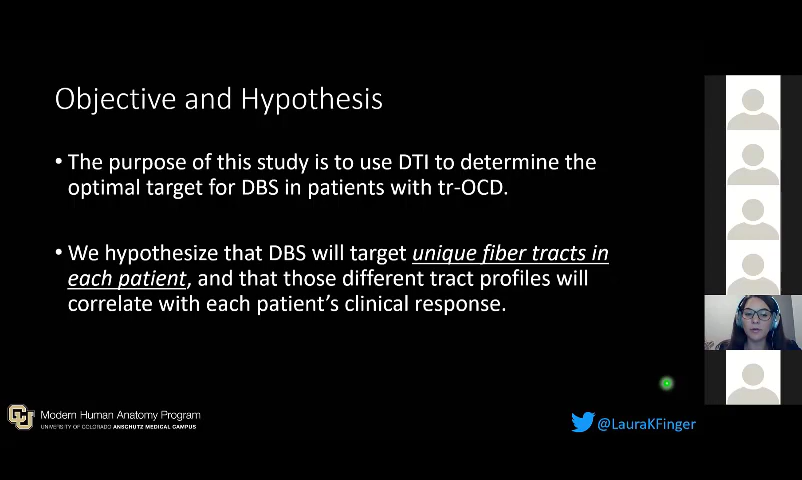 Objective and Hypothesis
• The purpose of this study is to use DTI to determine the
optimal target for DBS in patients with tr-OCD.
• We hypothesize that DBS will target unique fiber tracts in
each patient, and that those different tract profiles will
correlate with each patient's clinical response.
CU
Modern Human Anatomy Program
UNIVERSITY OF COLORADO ANSCHUTZ MEDICAL CAMPUS
@LauraKFinger